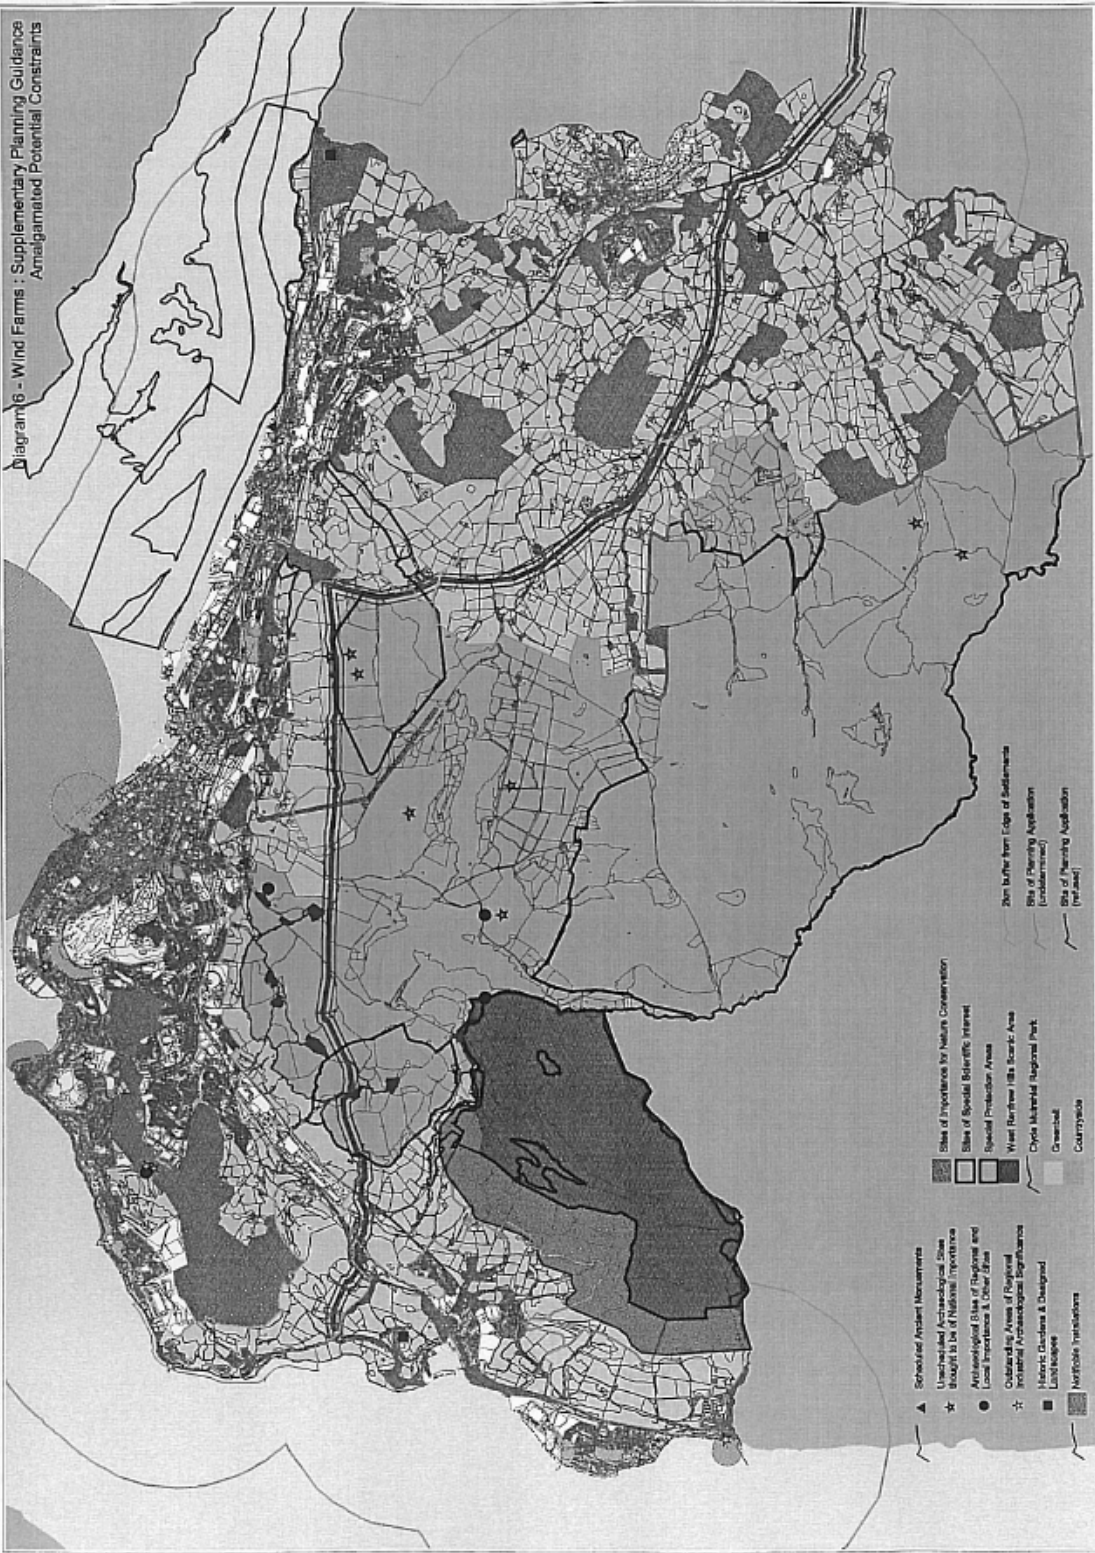 Diagram 6 - Wind Farms : Supplementary Planning Guidance
Amalgamated Potential Constraints
Scheduled Ancient Monuments
Unscheduled Archaeological Sites
thought to be of National Importance
Archaeological Sites of Regional and
Local Importance & Other Sites
Outstanding Areas of Regional
Industrial Archaeological Significance
Historic Gardens & Designed
Landscapes
Notifiable Installations
Sites of Importance for Nature Conservation
Sites of Special Scientific Interest
Special Protection Areas
West Renfrew Hills Scenic Area
Clyde Muirshiel Regional Park
Greenbelt
Countryside
2km buffer from Edge of Settlements
Site of Planning Application
(undetermined)
Site of Planning Application
(refused)